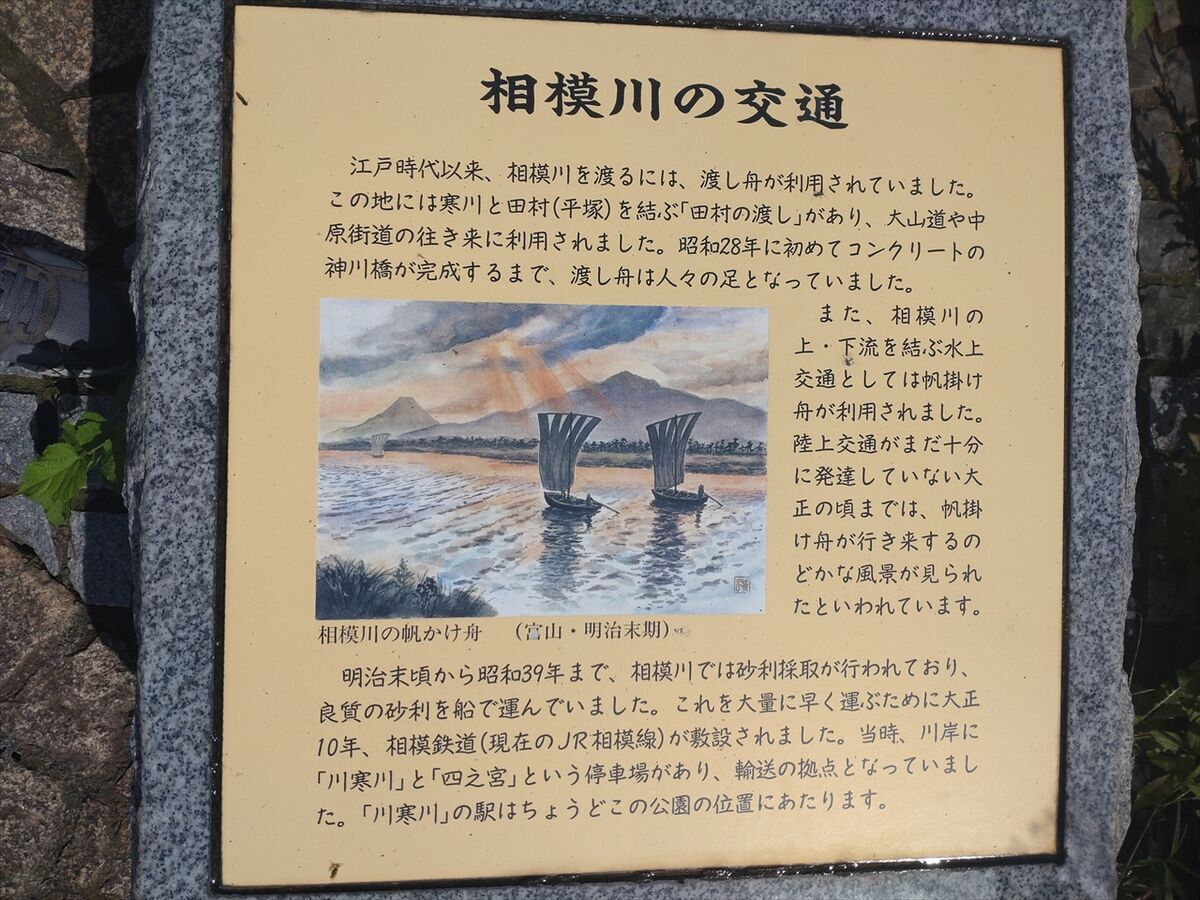 相模川の交通
江戸時代以来、相模川を渡るには、渡し舟が利用されていました。
この地には寒川と田村(平塚)を結ぶ「田村の渡し」があり、大山道や中
原街道の往き来に利用されました。昭和28年に初めてコンクリートの
神川橋が完成するまで、渡し舟は人々の足となっていました。
また、相模川の
上・下流を結ぶ水上
交通としては帆掛け
舟が利用されました。
陸上交通がまだ十分
に発達していない大
正の頃までは、帆掛
け舟が行き来するの
どかな風景が見られ
たといわれています。
相模川の帆かけ舟 (富山・明治末期)
明治末頃から昭和39年まで、相模川では砂利採取が行われており、
良質の砂利を船で運んでいました。これを大量に早く運ぶために大正
10年、相模鉄道(現在のJR相模線)が敷設されました。当時、川岸に
「川寒川」と「四之宮」という停車場があり、輸送の拠点となっていまし
た。「川寒川」の駅はちょうどこの公園の位置にあたります。